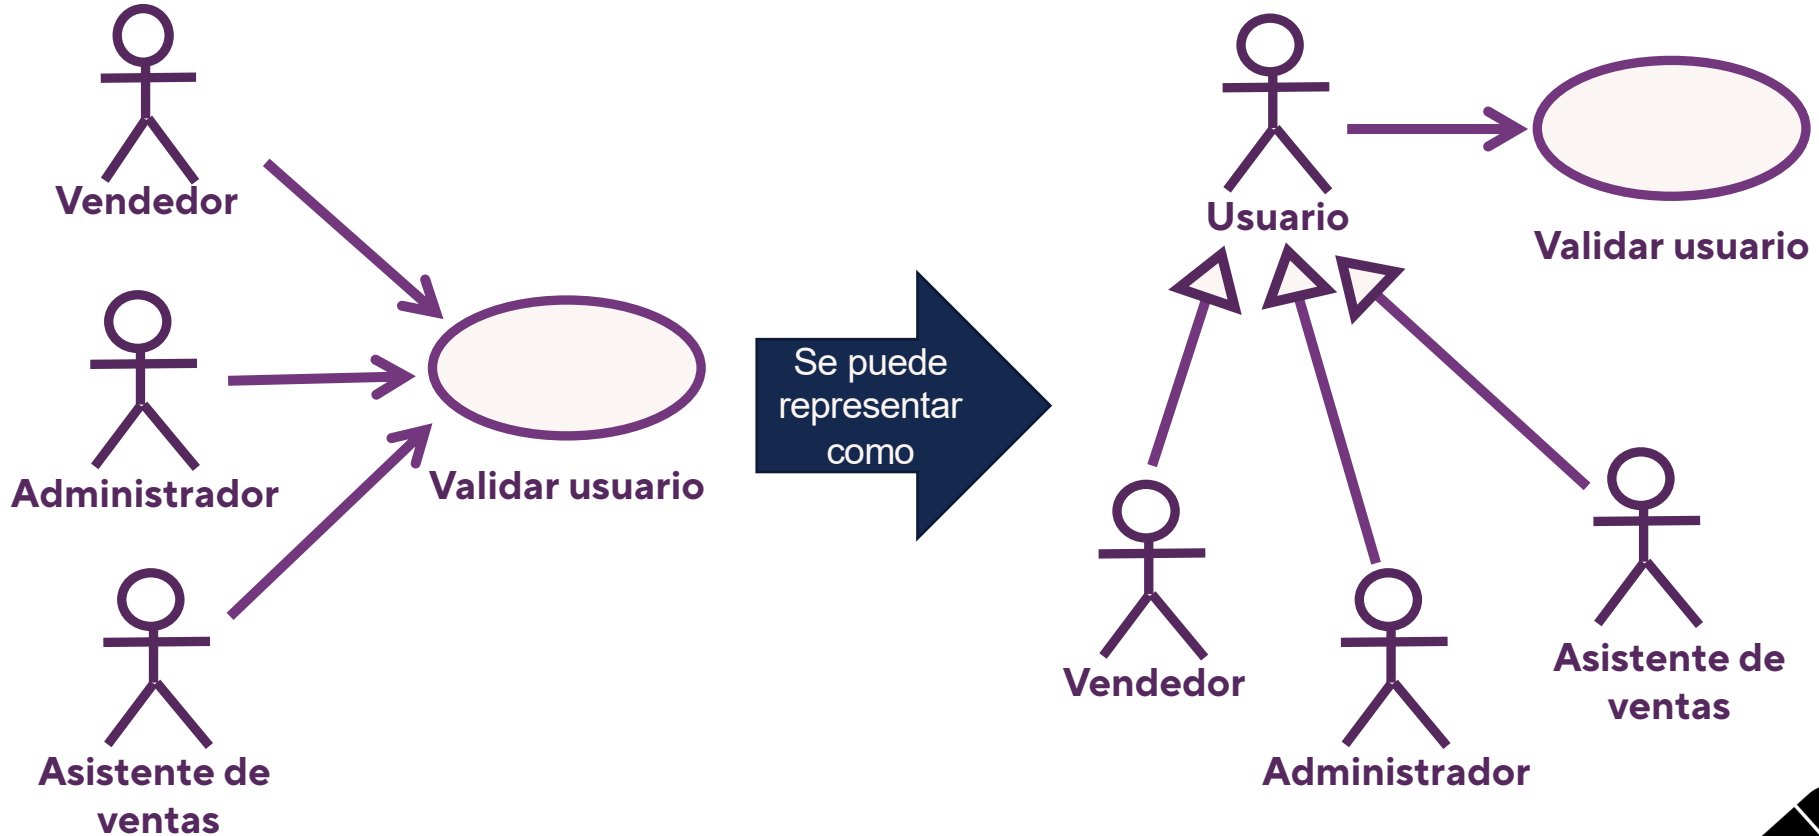 Vendedor
Administrador
Asistente de
ventas
Validar usuario
Se puede
representar
como
Usuario
Validar usuario
Vendedor
Administrador
Asistente de
ventas